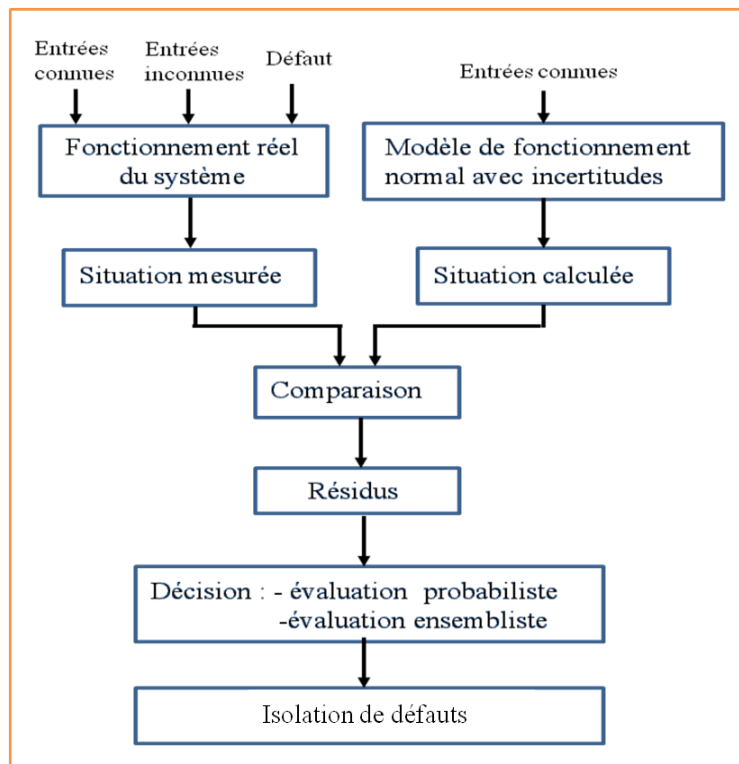 Entrées
connues
Entrées
inconnues
Défaut
Entrées connues
Fonctionnement réel
du système
Modèle de fonctionnement
normal avec incertitudes
Situation mesurée
Situation calculée
Comparaison
Résidus
Décision : - évaluation probabiliste
-évaluation ensembliste
Isolation de défauts